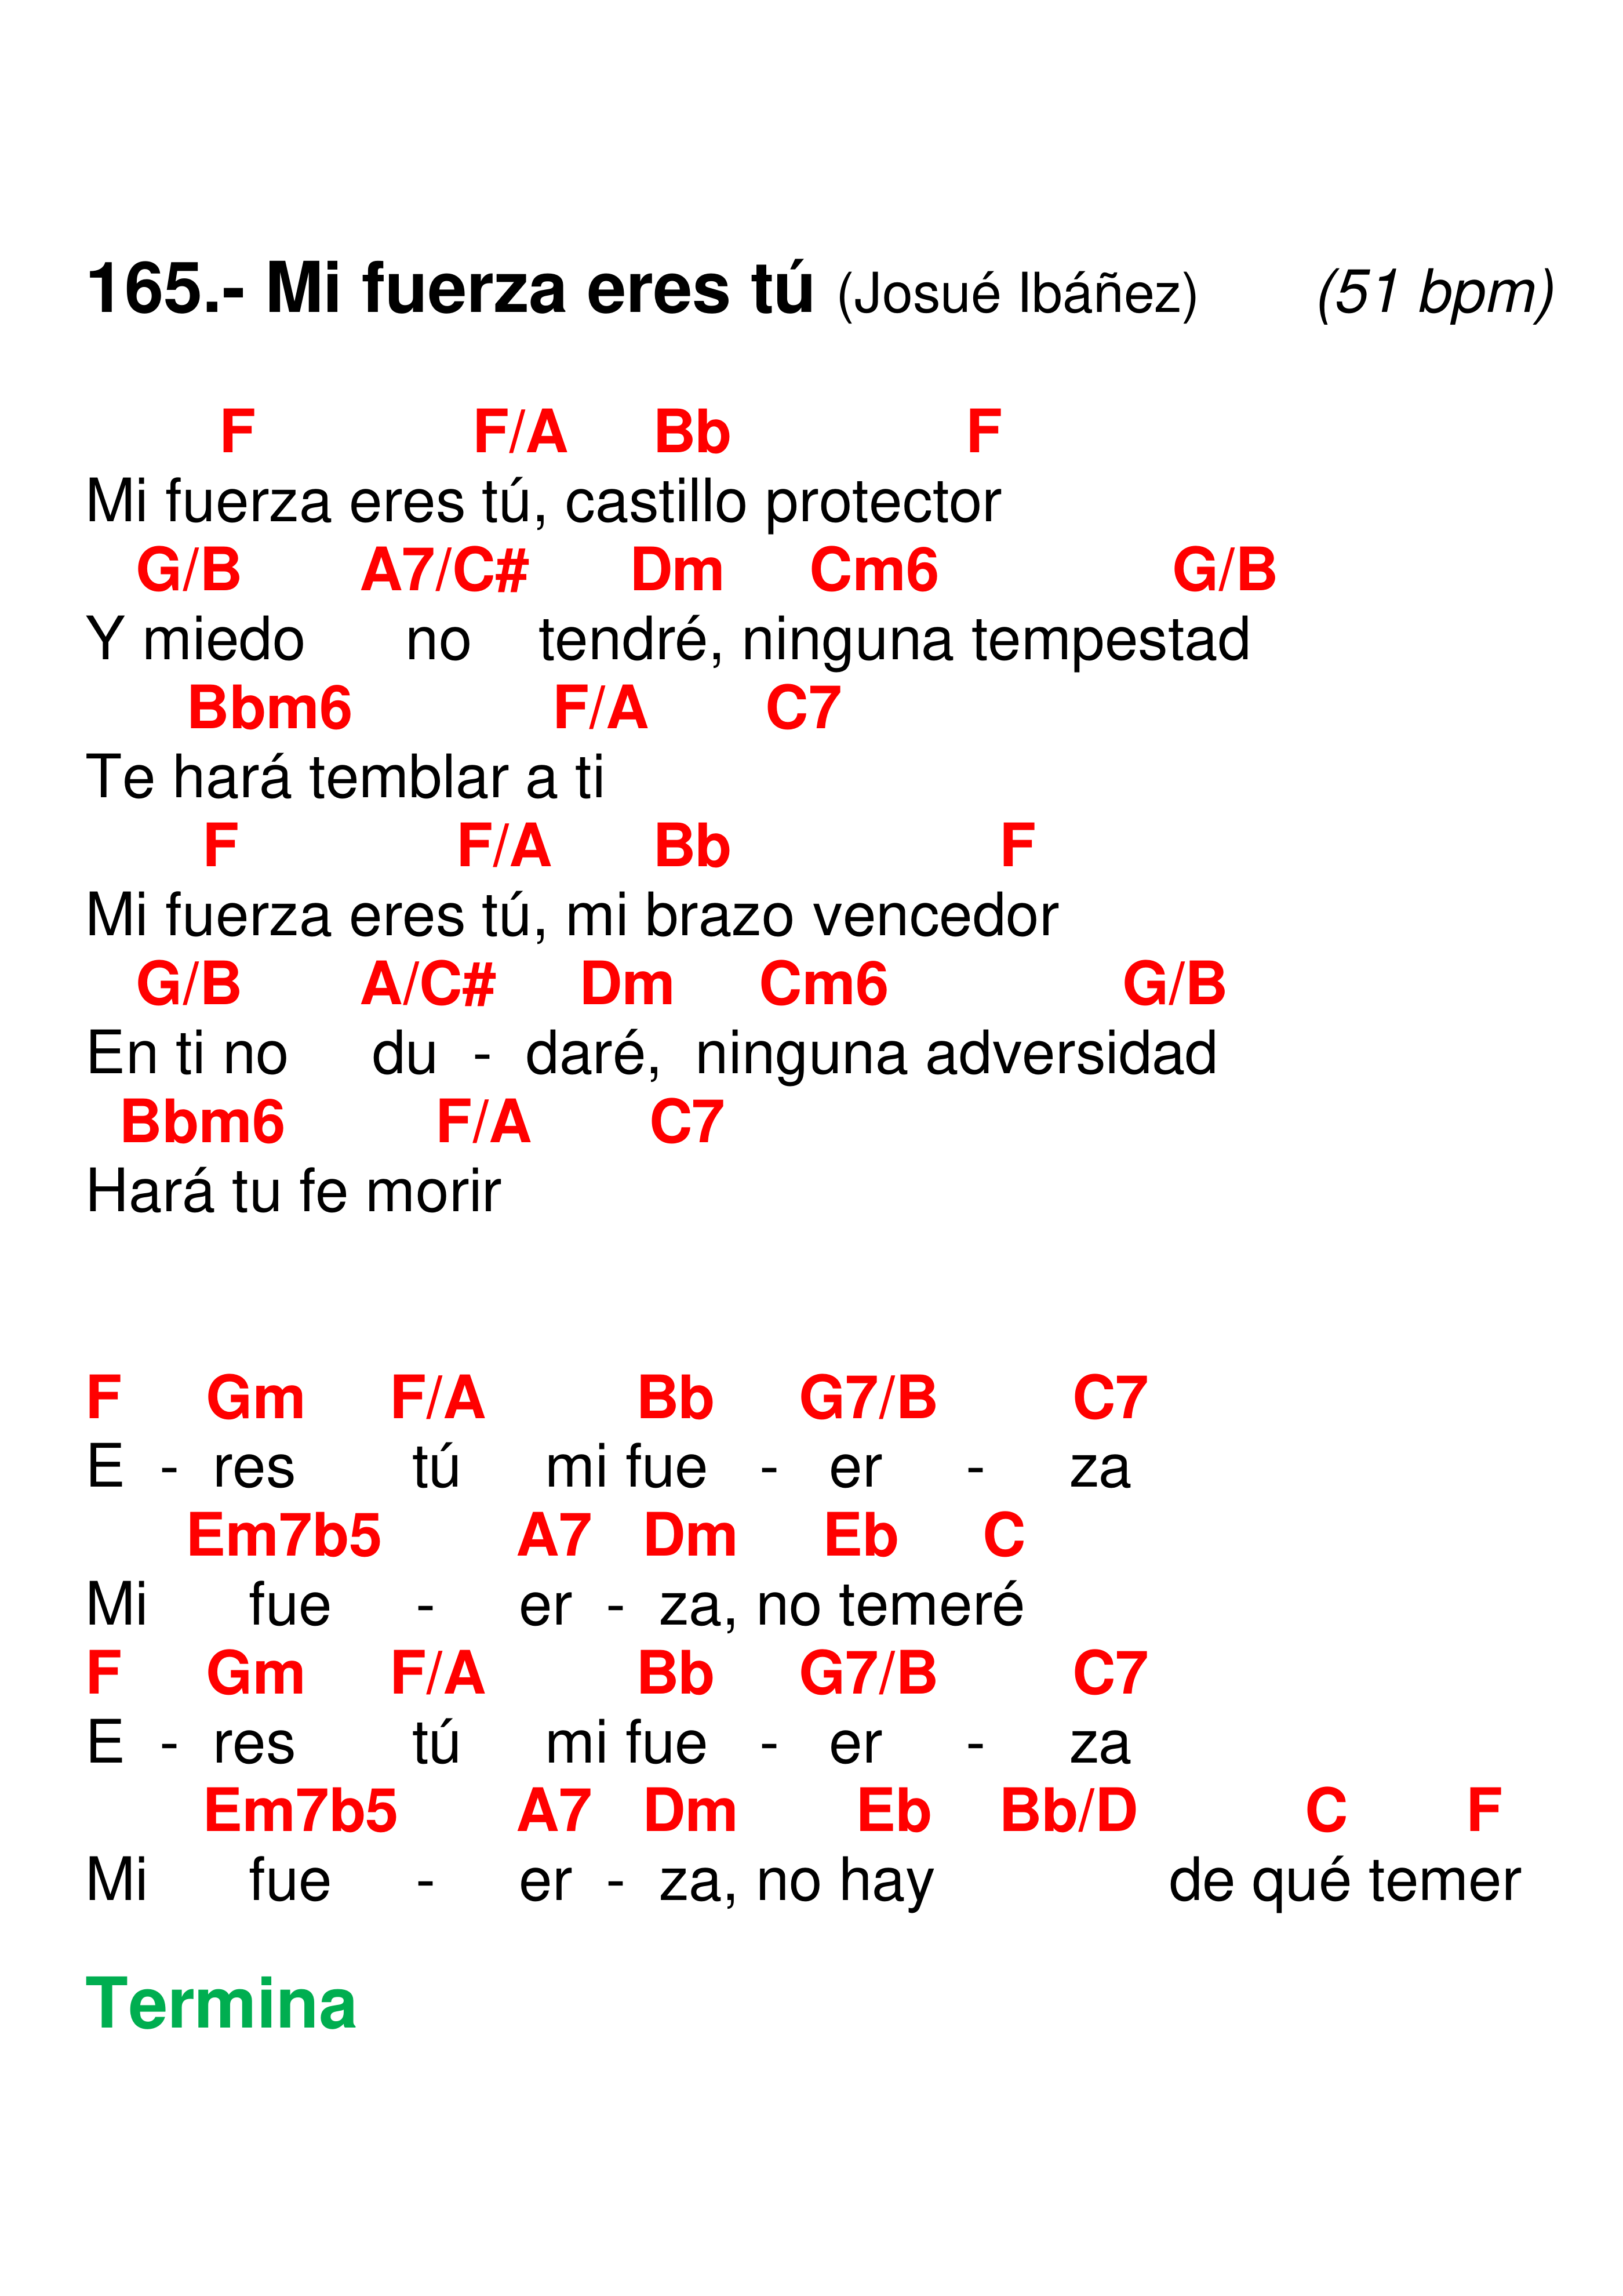 165.- Mi fuerza eres tú (Josué Ibáñez) (51 bpm)
F F/A Bb F
Mi fuerza eres tú, castillo protector
G/B A7/C# Dm Cm6 G/B
Y miedo no tendré, ninguna tempestad
Bbm6 F/A C7
Te hará temblar a ti
F F/A Bb F
Mi fuerza eres tú, mi brazo vencedor
G/B A/C# Dm Cm6 G/B
En ti no du - daré, ninguna adversidad
Bbm6 F/A C7
Hará tu fe morir
F Gm F/A Bb G7/B C7
E - res tú mi fue - er - za
Em7b5 A7 Dm Eb C
Mi fue - er - za, no temeré
F Gm F/A Bb G7/B C7
E - res tú mi fue - er - za
Em7b5 A7 Dm Eb Bb/D C F
Mi fue - er - za, no hay de qué temer
Termina